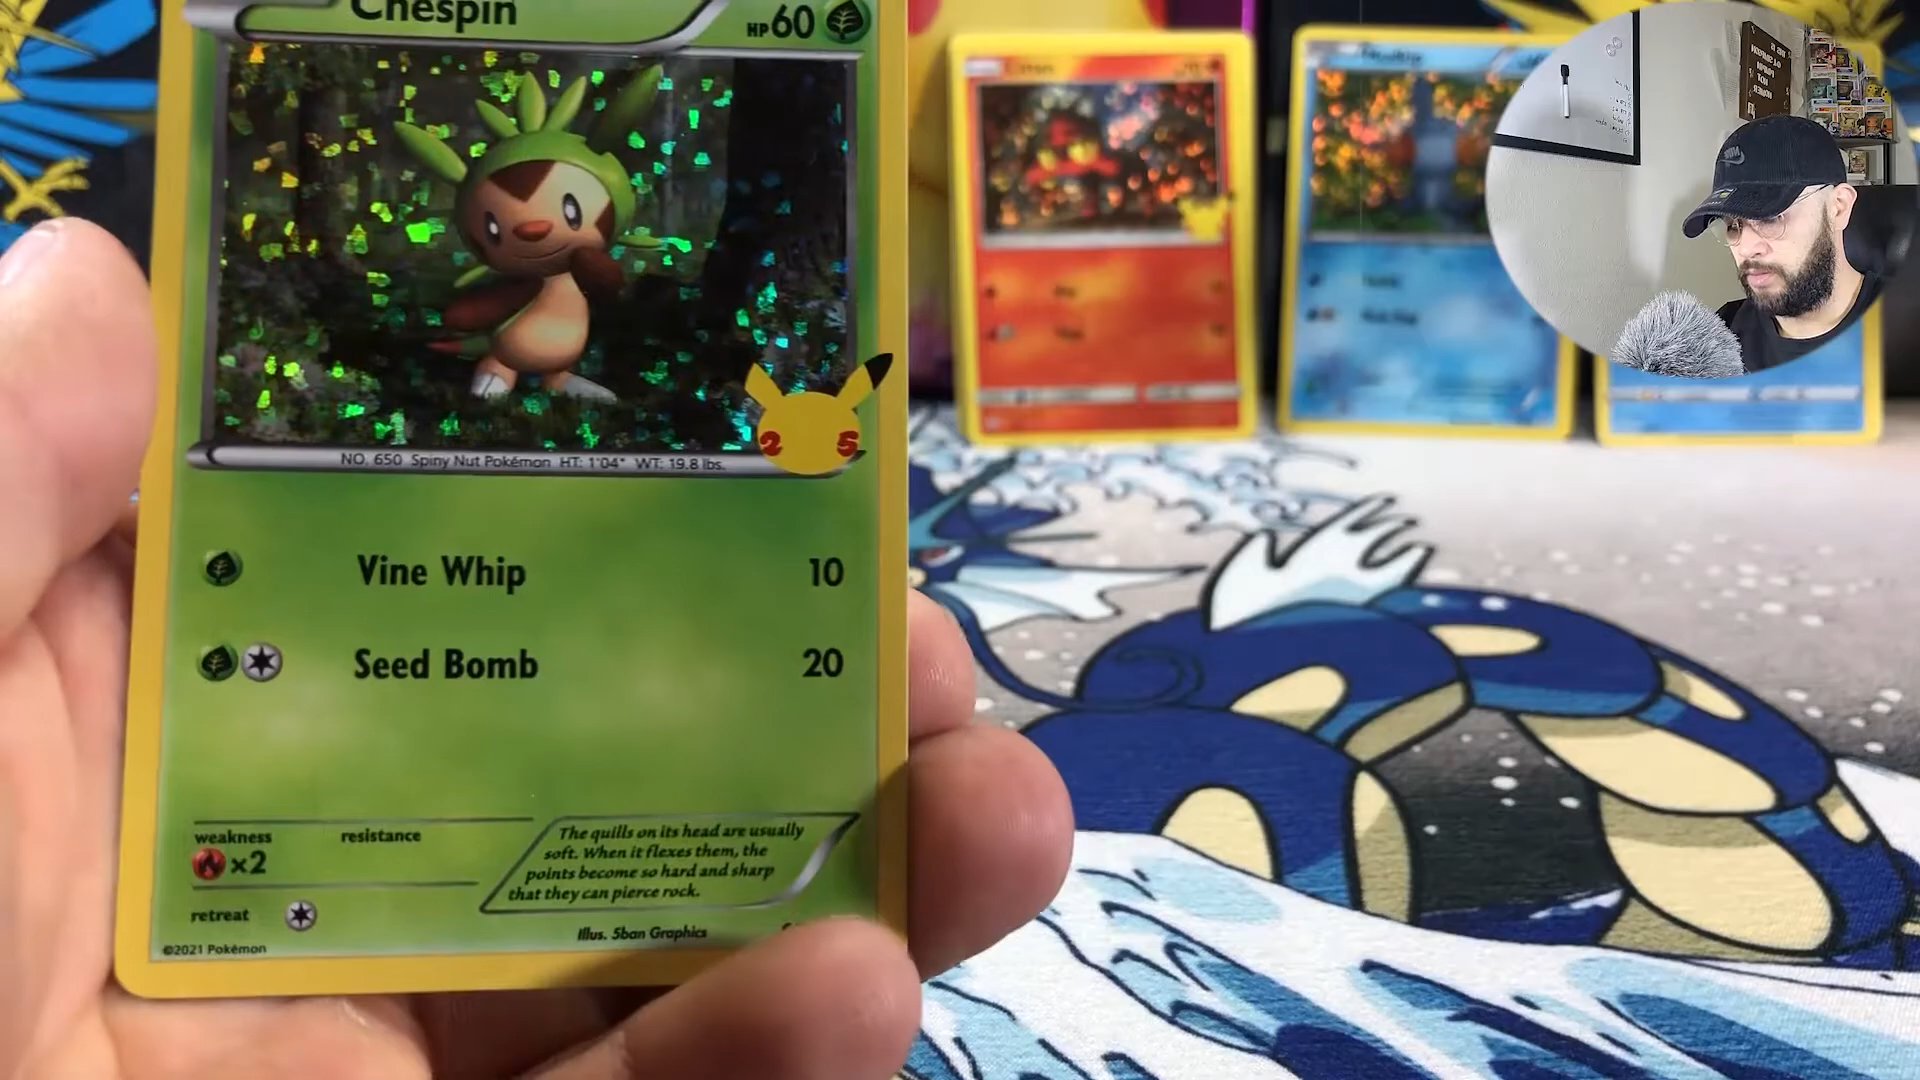 Chespin
HP60
NO. 650 Spiny Nut Pokémon HT: 1'04" WT: 19.8 lbs.
25
Vine Whip 10
Seed Bomb 20
weakness resistance
×2
retreat
The quills on its head are usually
soft. When it flexes them, the
points become so hard and sharp
that they can pierce rock.
Illus. 5ban Graphics
©2021 Pokémon